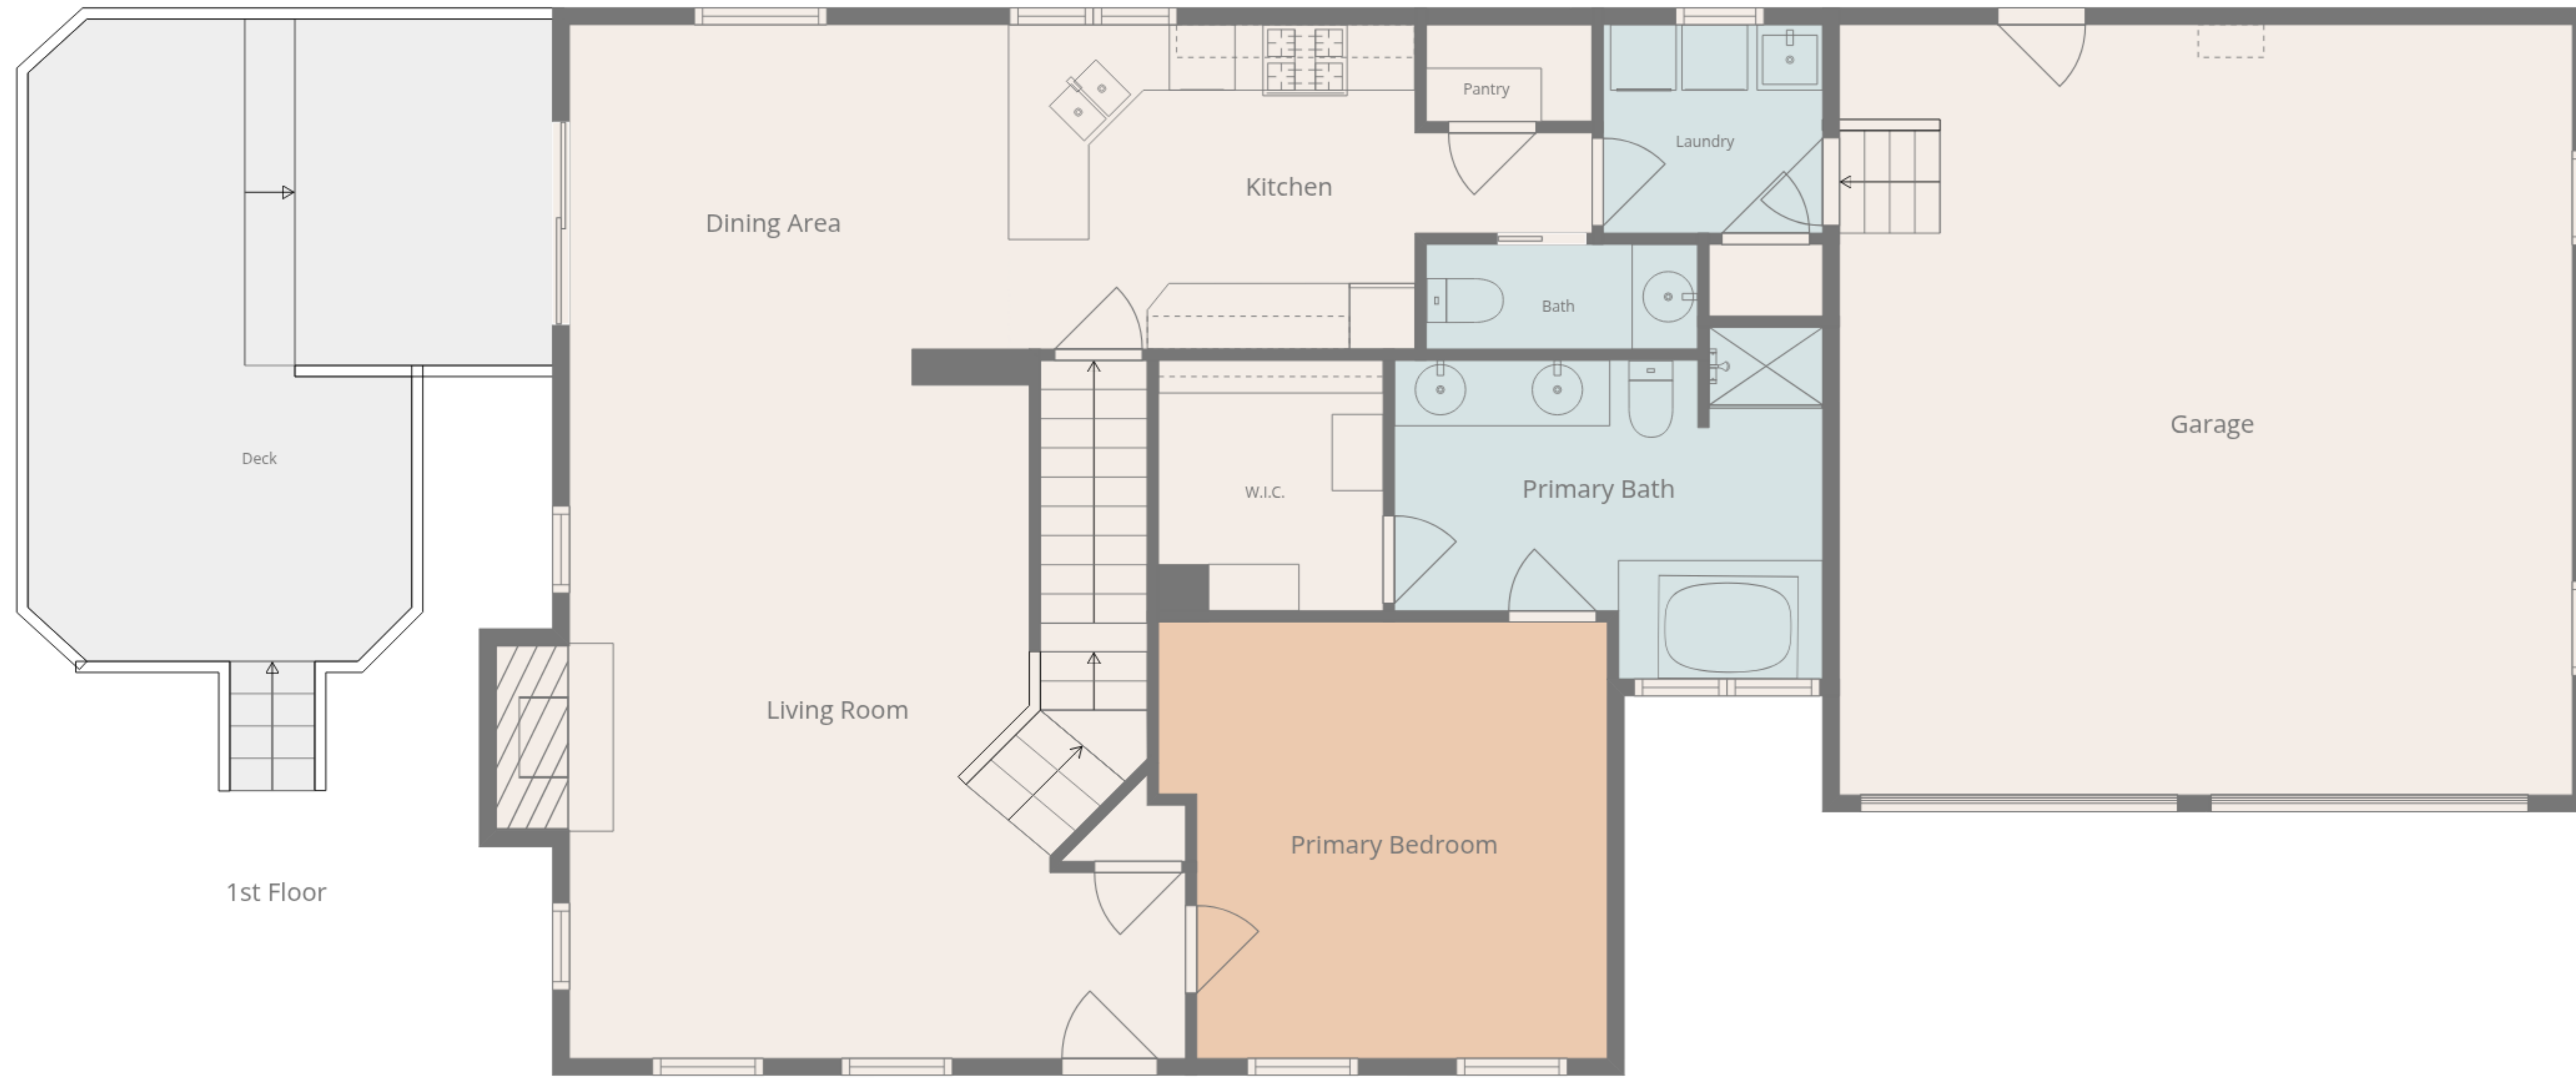 Pantry
Laundry
Kitchen
Dining Area
Bath
Garage
Deck
W.I.C.
Primary Bath
Living Room
Primary Bedroom
1st Floor